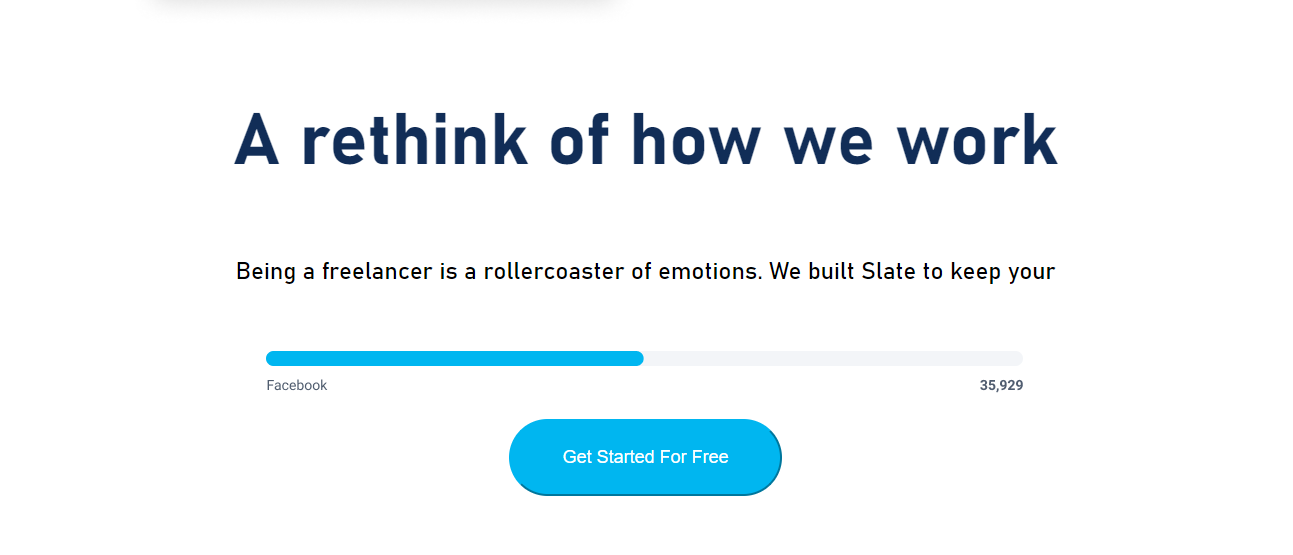 A rethink of how we work
Being a freelancer is a rollercoaster of emotions. We built Slate to keep your
Facebook 35,929
Get Started For Free